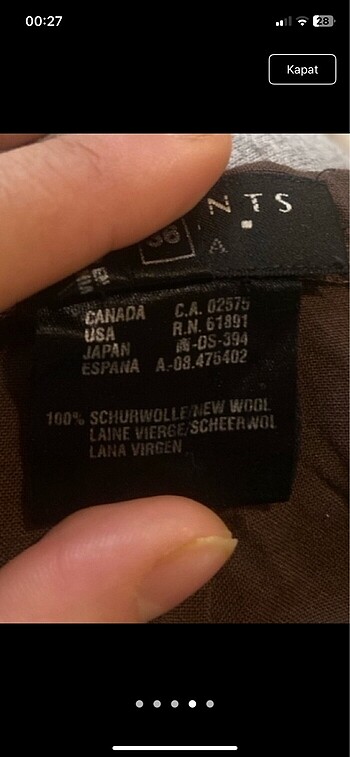 00:27
28
Kapat
NTS
36
A
CANADA C.A. 02575
USA R.N. 61891
JAPAN DS-394
ESPANA A.-08.475402
100% SCHURWOLLE/NEW WOOL
LAINE VIERGE/SCHEERWOL
LANA VIRGEN